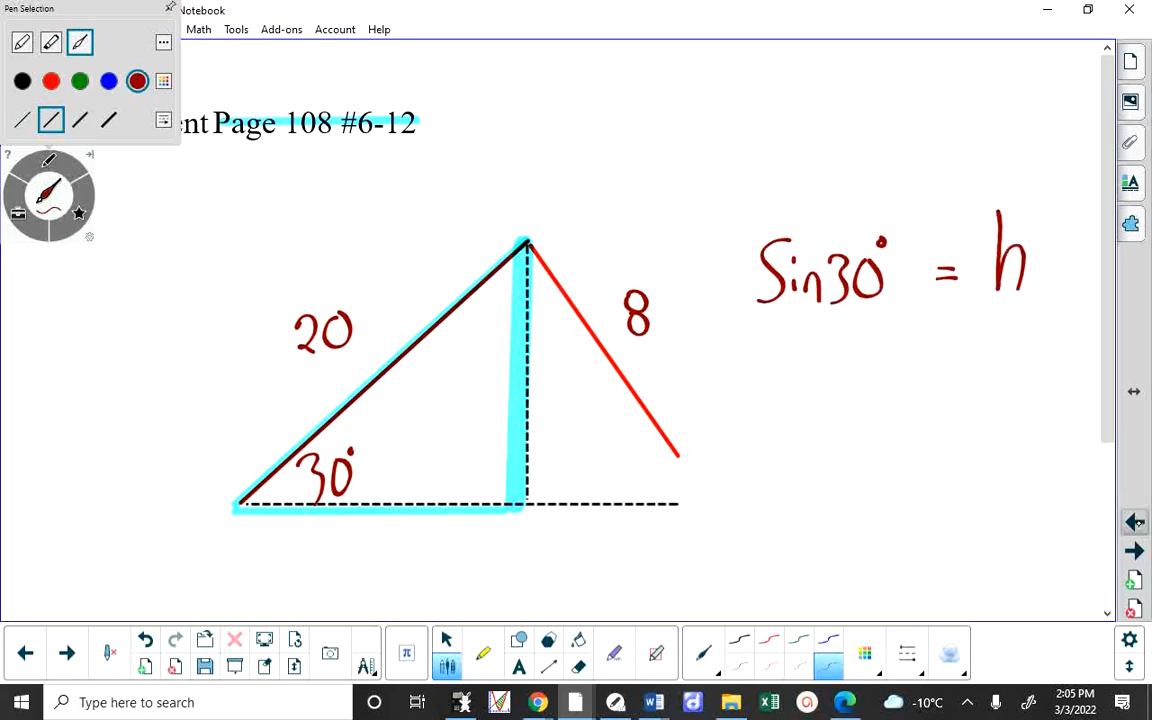 Pen Selection
Notebook
Math Tools Add-ons Account Help
ent Page 108 #6-12
?
20
8
30°
Sin30° = h
π
A
Type here to search
-10°C
2:05 PM
3/3/2022